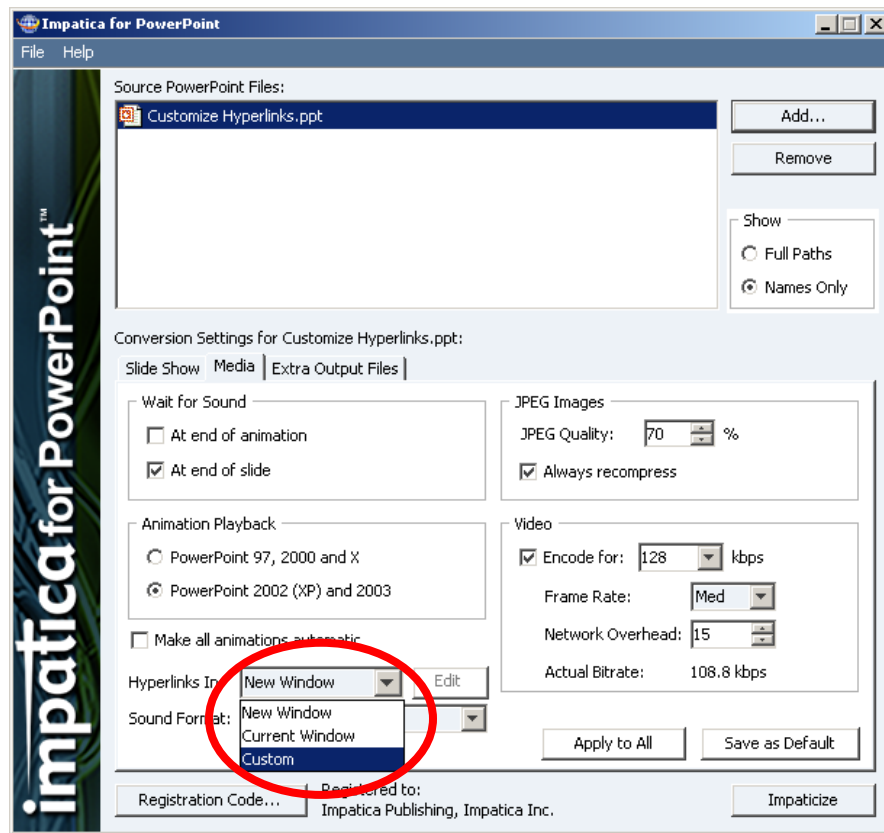 Impatica for PowerPoint
File Help
Source PowerPoint Files:
Customize Hyperlinks.ppt
Add...
Remove
Show
Full Paths
Names Only
impatica for PowerPoint™
Conversion Settings for Customize Hyperlinks.ppt:
Slide Show Media Extra Output Files
Wait for Sound
At end of animation
At end of slide
JPEG Images
JPEG Quality: 70 %
Always recompress
Animation Playback
PowerPoint 97, 2000 and X
PowerPoint 2002 (XP) and 2003
Video
Encode for: 128 kbps
Frame Rate: Med
Network Overhead: 15
Actual Bitrate: 108.8 kbps
Make all animations automatic
Hyperlinks In: New Window Edit
Sound Format:
New Window
Current Window
Custom
Apply to All Save as Default
Registration Code...
Registered to:
Impatica Publishing, Impatica Inc.
Impaticize